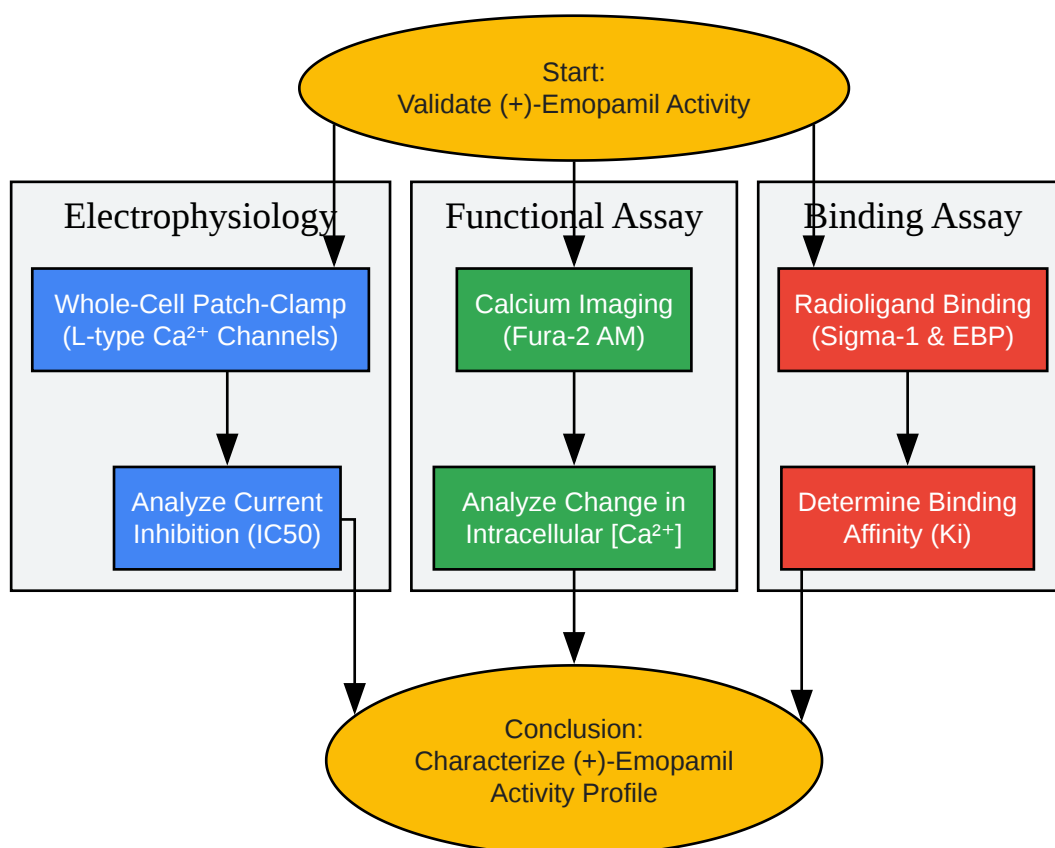 Start:
Validate (+)-Emopamil Activity
Electrophysiology
Functional Assay
Binding Assay
Whole-Cell Patch-Clamp
(L-type Ca²⁺ Channels)
Calcium Imaging
(Fura-2 AM)
Radioligand Binding
(Sigma-1 & EBP)
Analyze Current
Inhibition (IC50)
Analyze Change in
Intracellular [Ca²⁺]
Determine Binding
Affinity (Ki)
Conclusion:
Characterize (+)-Emopamil
Activity Profile